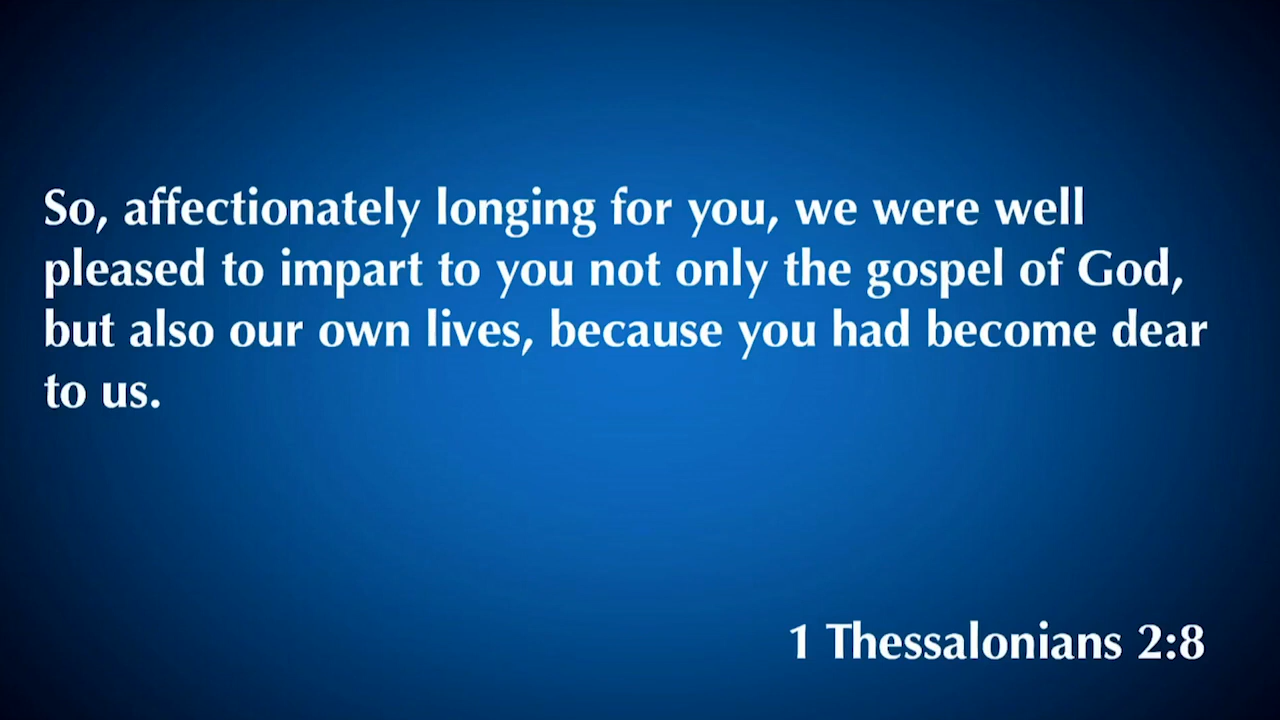 So, affectionately longing for you, we were well
pleased to impart to you not only the gospel of God,
but also our own lives, because you had become dear
to us.
1 Thessalonians 2:8